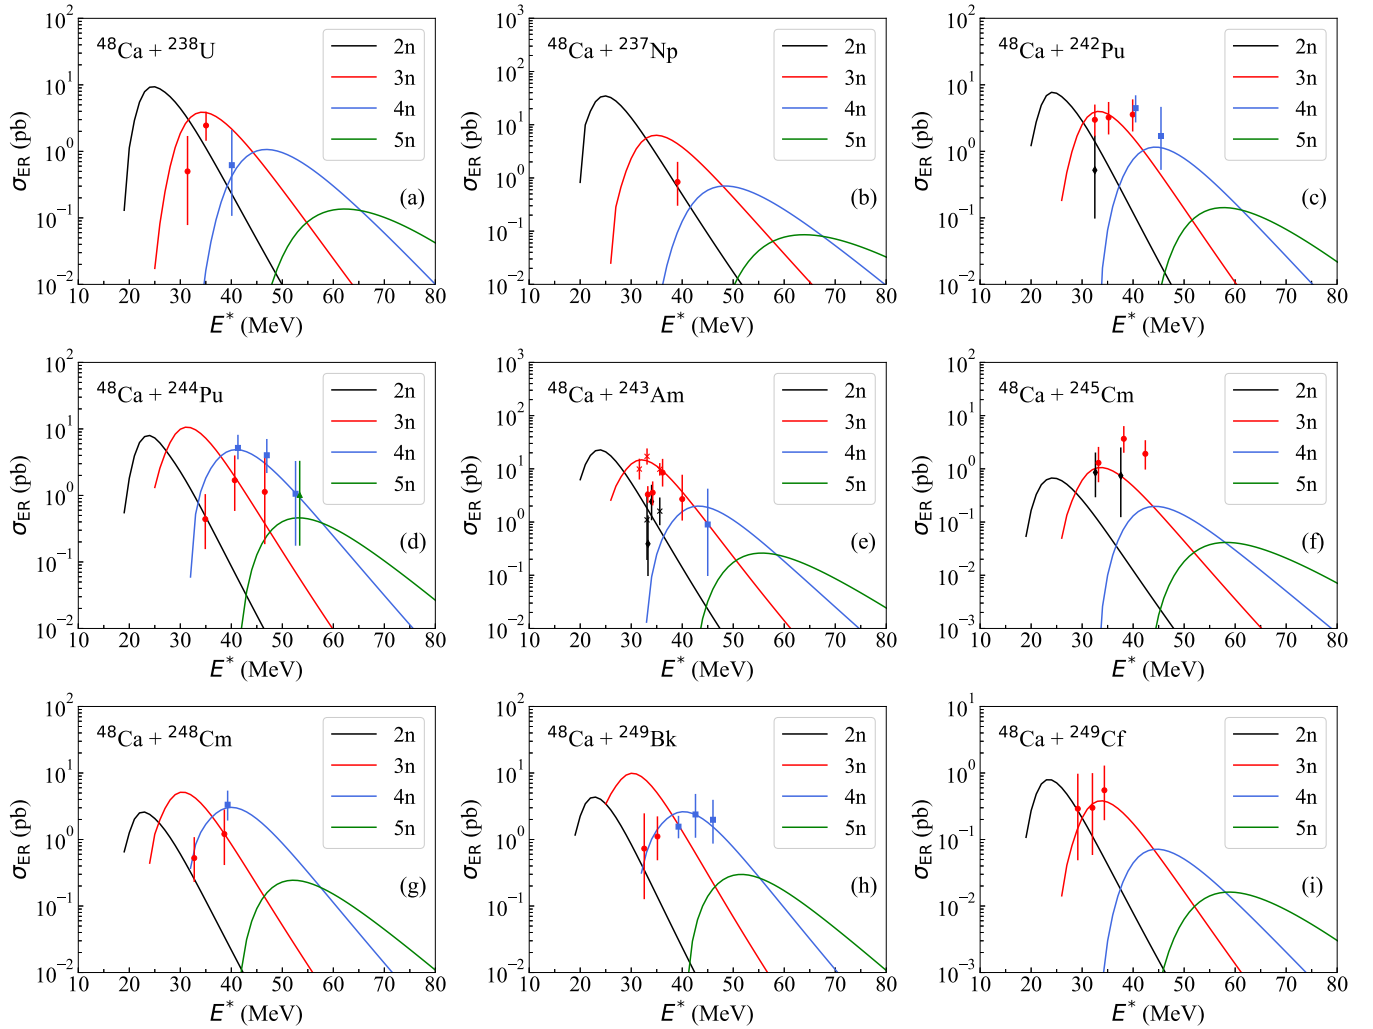 ⁴⁸Ca + ²³⁸U
2n
3n
4n
5n
(a)
σ_ER (pb)
10² 10¹ 10⁰ 10⁻¹ 10⁻²
10 20 30 40 50 60 70 80
E* (MeV)
⁴⁸Ca + ²³⁷Np
2n
3n
4n
5n
(b)
σ_ER (pb)
10³ 10² 10¹ 10⁰ 10⁻¹ 10⁻²
10 20 30 40 50 60 70 80
E* (MeV)
⁴⁸Ca + ²⁴²Pu
2n
3n
4n
5n
(c)
σ_ER (pb)
10² 10¹ 10⁰ 10⁻¹ 10⁻²
10 20 30 40 50 60 70 80
E* (MeV)
⁴⁸Ca + ²⁴⁴Pu
2n
3n
4n
5n
(d)
σ_ER (pb)
10² 10¹ 10⁰ 10⁻¹ 10⁻²
10 20 30 40 50 60 70 80
E* (MeV)
⁴⁸Ca + ²⁴³Am
2n
3n
4n
5n
(e)
σ_ER (pb)
10³ 10² 10¹ 10⁰ 10⁻¹ 10⁻²
10 20 30 40 50 60 70 80
E* (MeV)
⁴⁸Ca + ²⁴⁵Cm
2n
3n
4n
5n
(f)
σ_ER (pb)
10² 10¹ 10⁰ 10⁻¹ 10⁻² 10⁻³
10 20 30 40 50 60 70 80
E* (MeV)
⁴⁸Ca + ²⁴⁸Cm
2n
3n
4n
5n
(g)
σ_ER (pb)
10² 10¹ 10⁰ 10⁻¹ 10⁻²
10 20 30 40 50 60 70 80
E* (MeV)
⁴⁸Ca + ²⁴⁹Bk
2n
3n
4n
5n
(h)
σ_ER (pb)
10² 10¹ 10⁰ 10⁻¹ 10⁻²
10 20 30 40 50 60 70 80
E* (MeV)
⁴⁸Ca + ²⁴⁹Cf
2n
3n
4n
5n
(i)
σ_ER (pb)
10¹ 10⁰ 10⁻¹ 10⁻² 10⁻³
10 20 30 40 50 60 70 80
E* (MeV)